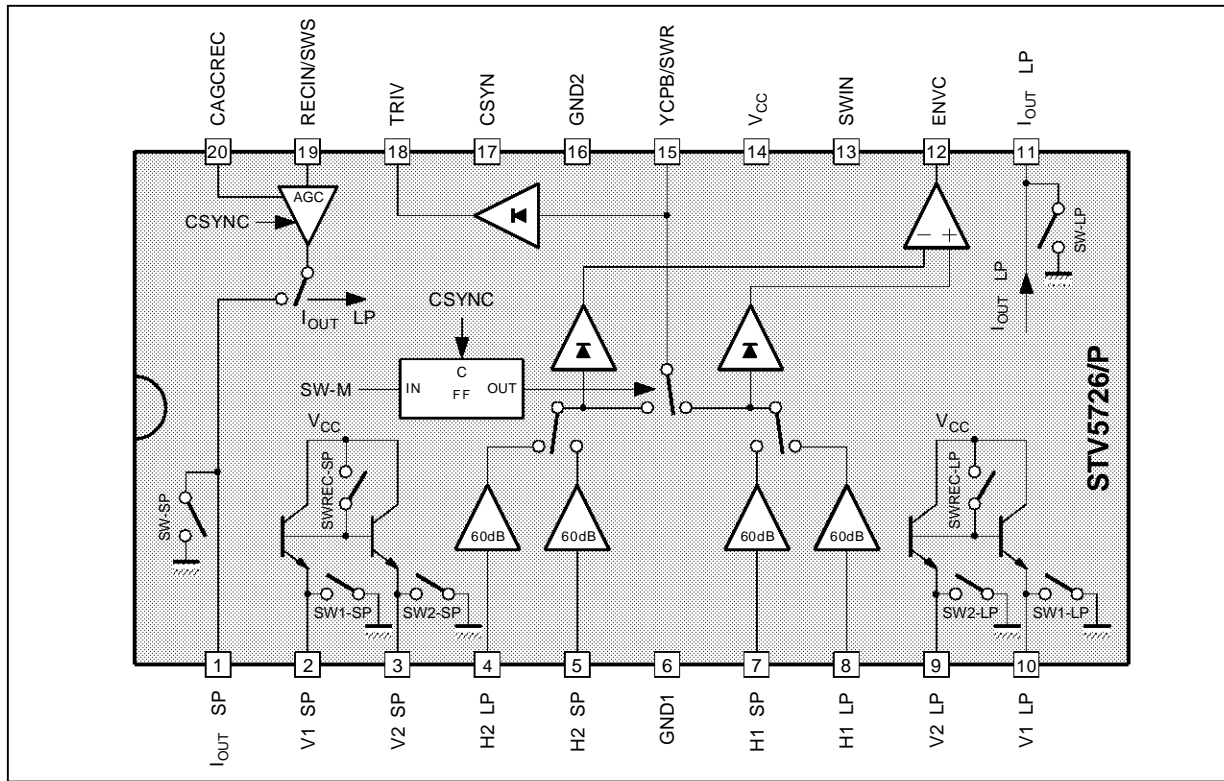 CAGCREC
RECIN/SWS
TRIV
CSYN
GND2
YCPB/SWR
VCC
SWIN
ENVC
IOUT LP
20
19
18
17
16
15
14
13
12
11
AGC
CSYNC
IOUT LP
− +
SW-LP
IOUT LP
CSYNC
SW-M
IN
C
FF
OUT
STV5726/P
VCC
VCC
SW-SP
SWREC-SP
SWREC-LP
60dB
60dB
60dB
60dB
SW1-SP
SW2-SP
SW2-LP
SW1-LP
1
2
3
4
5
6
7
8
9
10
IOUT SP
V1 SP
V2 SP
H2 LP
H2 SP
GND1
H1 SP
H1 LP
V2 LP
V1 LP